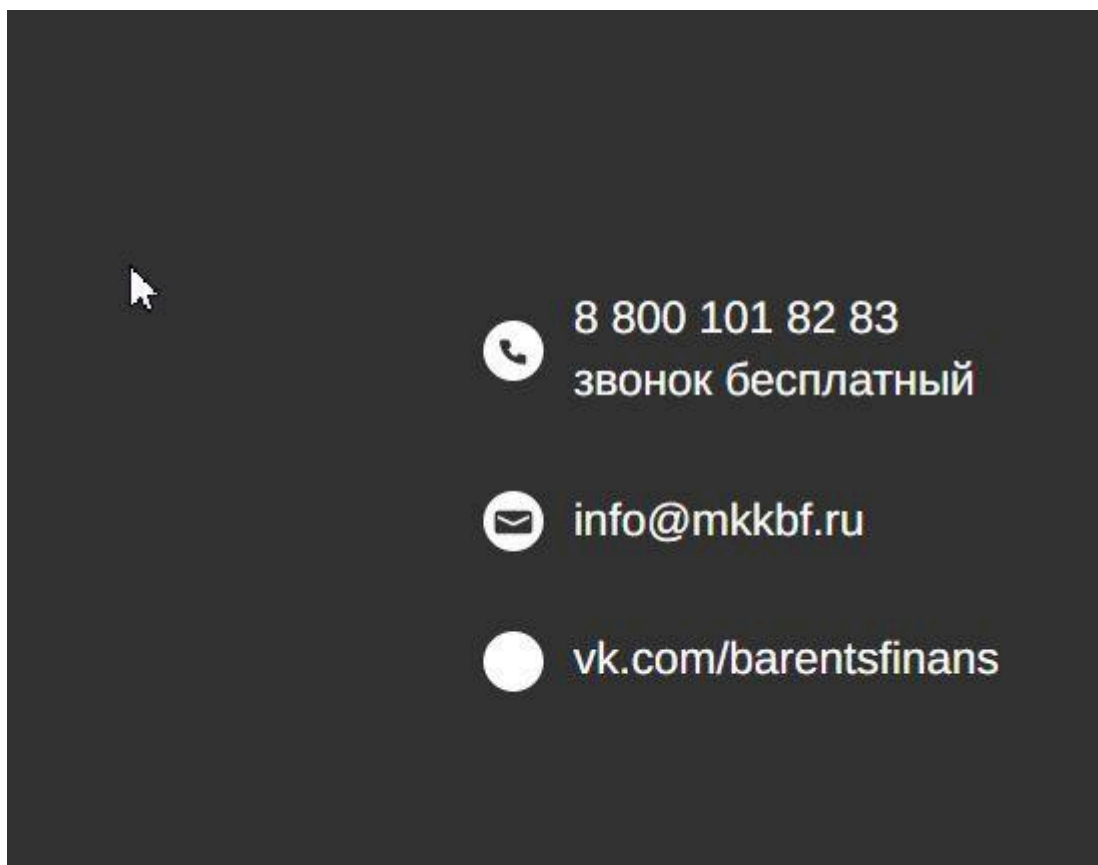 8 800 101 82 83
звонок бесплатный
info@mkkbf.ru
vk.com/barentsfinans